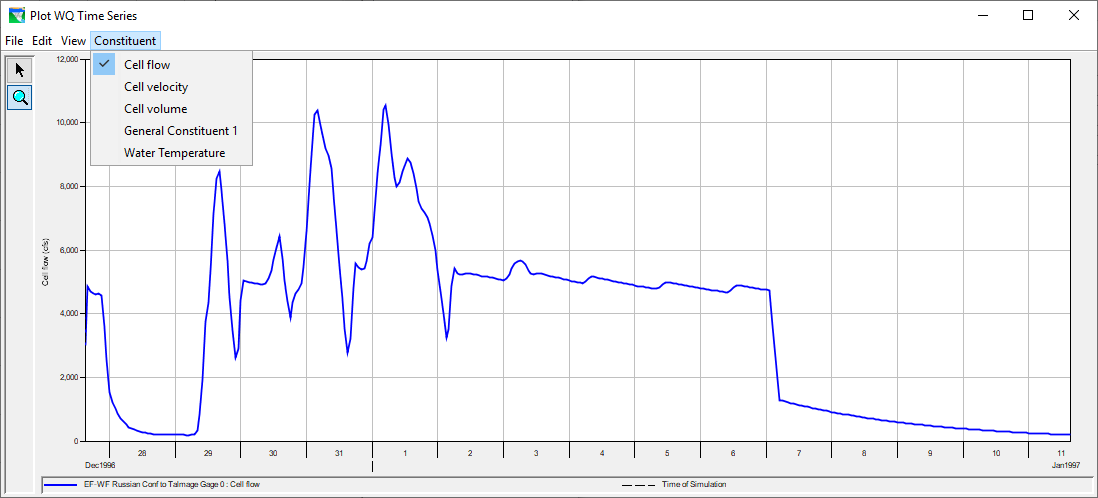 Plot WQ Time Series
File Edit View Constituent
Cell flow
Cell velocity
Cell volume
General Constituent 1
Water Temperature
12,000
10,000
8,000
6,000
4,000
2,000
0
Cell flow (cfs)
28 29 30 31 1 2 3 4 5 6 7 8 9 10 11
Dec1996 Jan1997
EF-WF Russian Conf to Talmage Gage 0 : Cell flow Time of Simulation